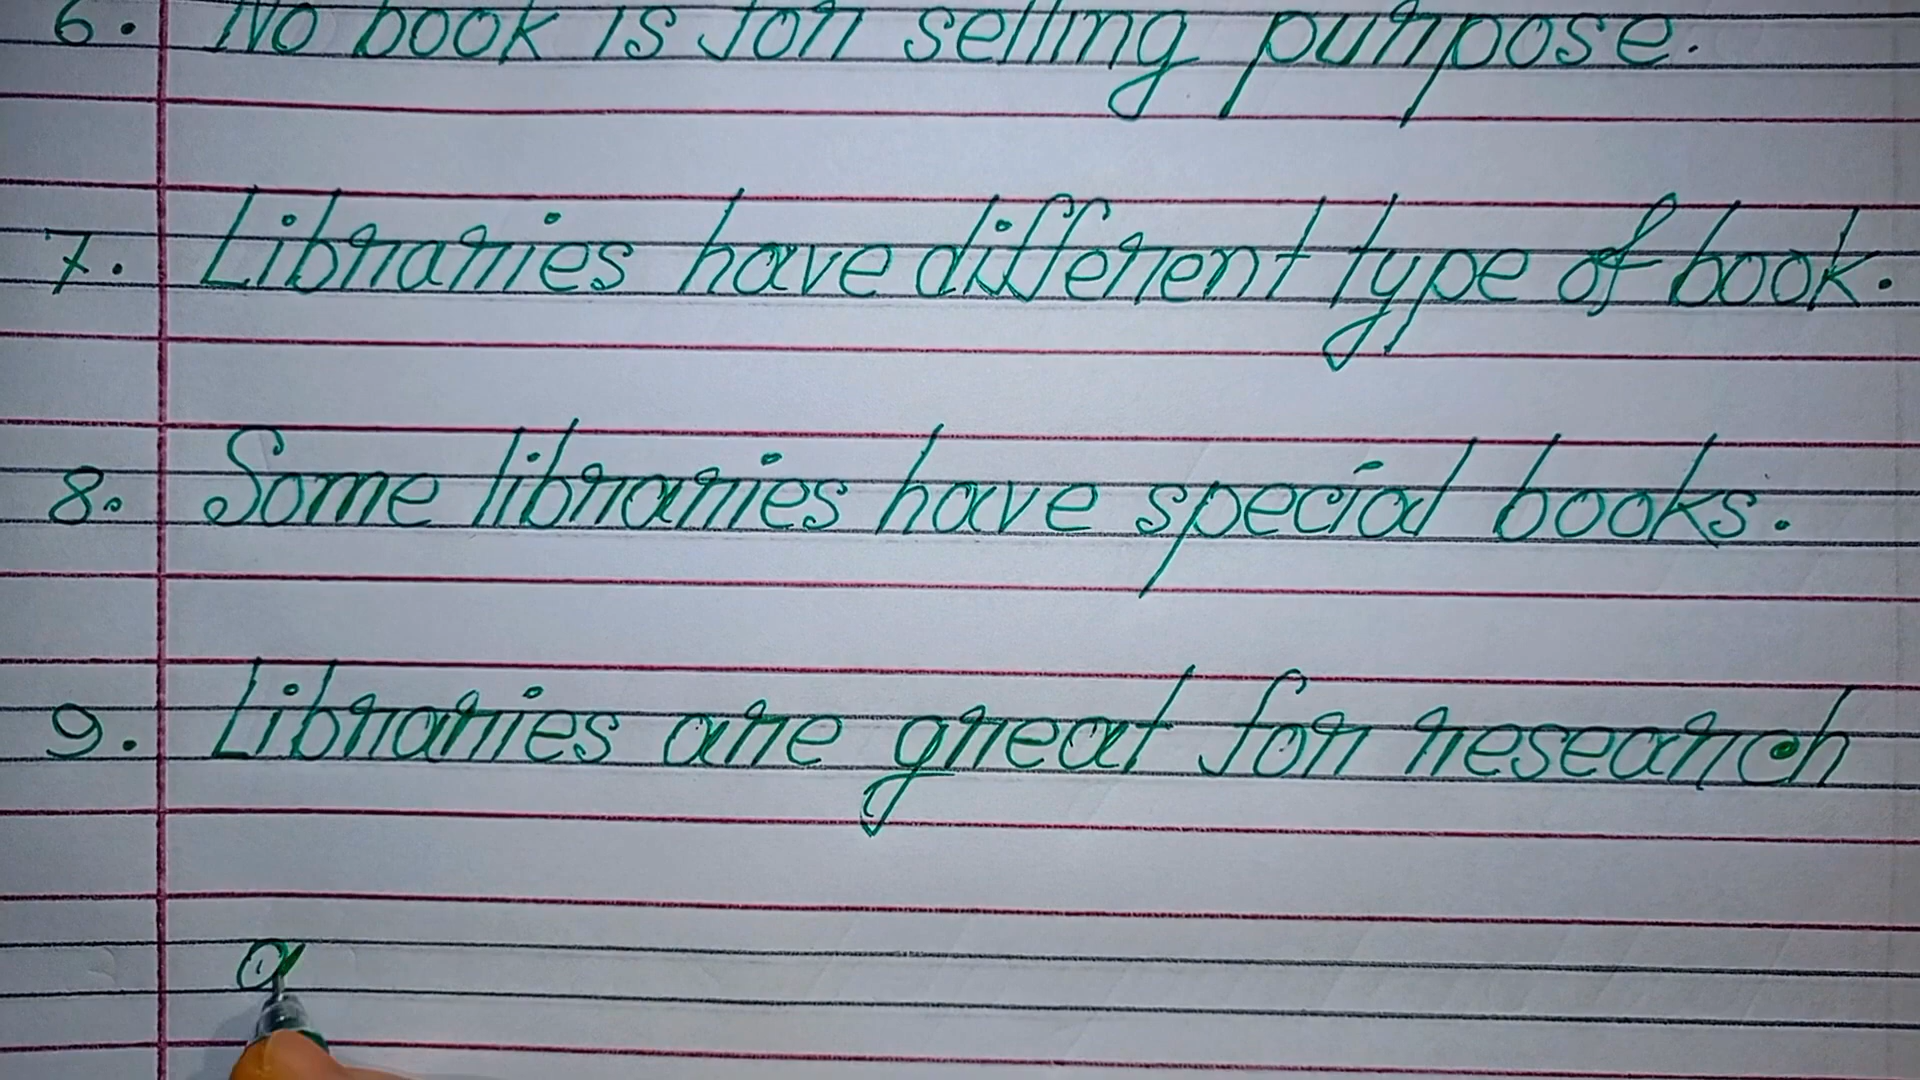 6. No book is for selling purpose.
7. Libraries have different type of book.
8. Some libraries have special books.
9. Libraries are great for research
a